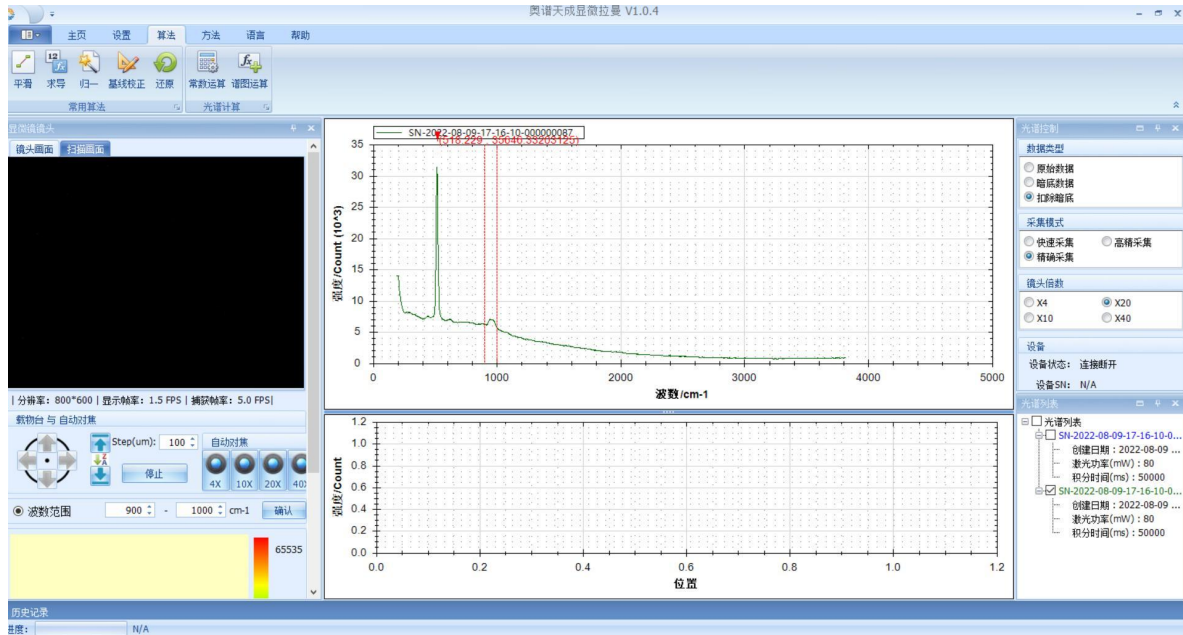 奥谱天成显微拉曼 V1.0.4
主页 设置 算法 方法 语言 帮助
平滑 求导 归一 基线校正 还原 常数运算 谱图运算
常用算法 光谱计算
显微镜镜头
镜头画面 扫描画面
|分辨率：800*600|显示帧率：1.5 FPS|捕获帧率：5.0 FPS|
载物台 与 自动对焦
Step(um): 100
停止
自动对焦
4X 10X 20X 40X
波数范围 900 - 1000 cm-1 确认
65535
SN-2022-08-09-17-16-10-000000087
强度/Count (10^3)
35
30
25
20
15
10
5
0
0 1000 2000 3000 4000 5000
波数/cm-1
强度/Count
1.2
1.0
0.8
0.6
0.4
0.2
0.0
0.0 0.2 0.4 0.6 0.8 1.0 1.2
位置
光谱控制
数据类型
原始数据
暗底数据
扣除暗底
采集模式
快速采集 高精采集
精确采集
镜头倍数
X4 X20
X10 X40
设备
设备状态： 连接断开
设备SN： N/A
光谱列表
光谱列表
SN-2022-08-09-17-16-10-0...
创建日期：2022-08-09 ...
激光功率(mW)：80
积分时间(ms)：50000
SN-2022-08-09-17-16-10-0...
创建日期：2022-08-09 ...
激光功率(mW)：80
积分时间(ms)：50000
历史记录
进度： N/A